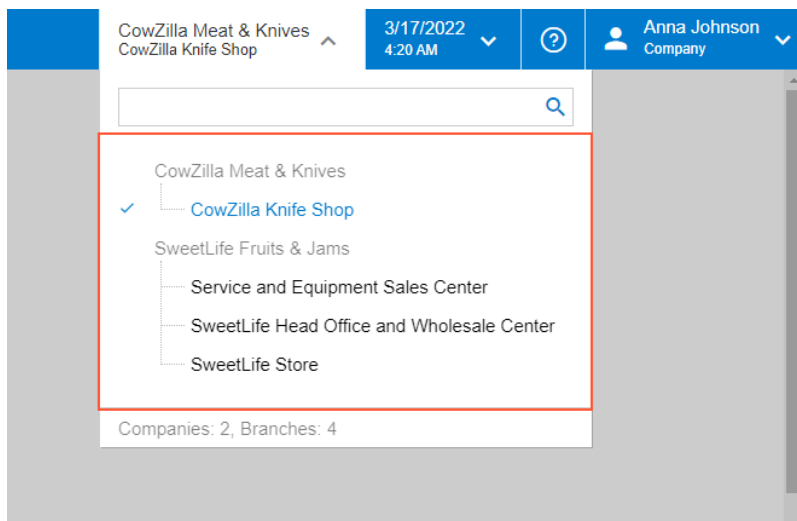 CowZilla Meat & Knives
CowZilla Knife Shop
3/17/2022
4:20 AM
Anna Johnson
Company
CowZilla Meat & Knives
CowZilla Knife Shop
SweetLife Fruits & Jams
Service and Equipment Sales Center
SweetLife Head Office and Wholesale Center
SweetLife Store
Companies: 2, Branches: 4